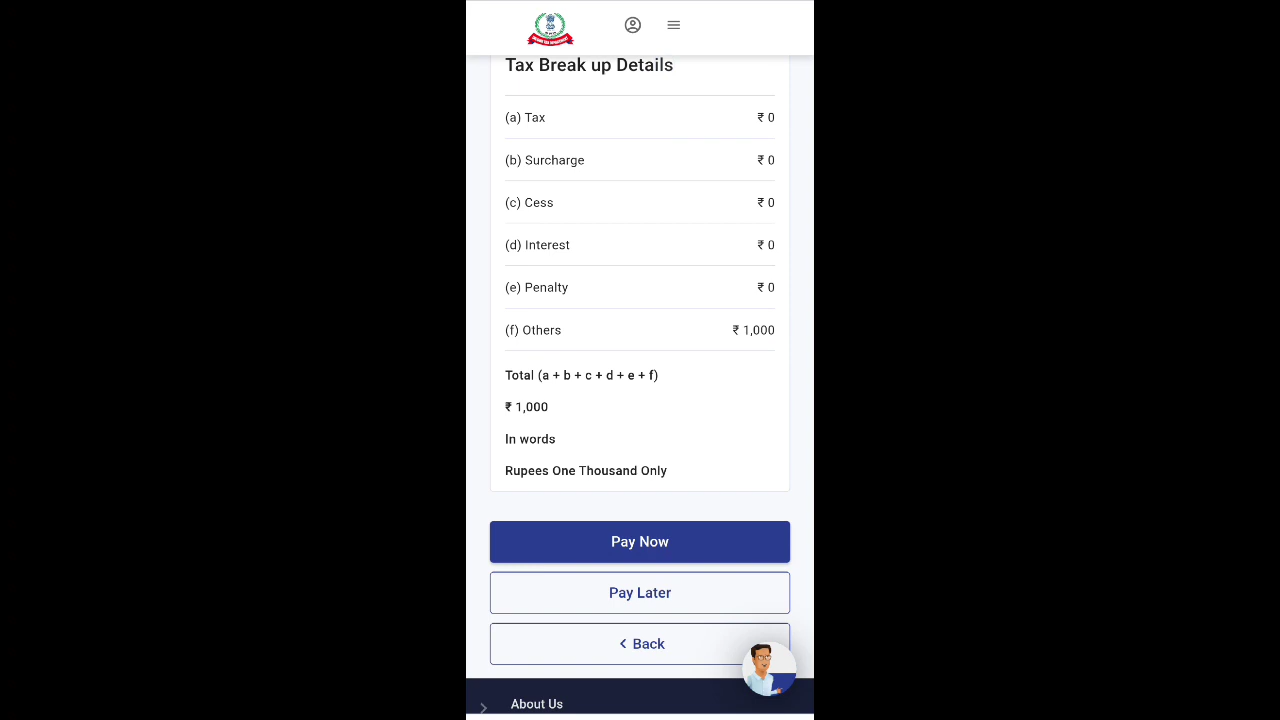 Tax Break up Details
(a) Tax ₹ 0
(b) Surcharge ₹ 0
(c) Cess ₹ 0
(d) Interest ₹ 0
(e) Penalty ₹ 0
(f) Others ₹ 1,000
Total (a + b + c + d + e + f)
₹ 1,000
In words
Rupees One Thousand Only
Pay Now
Pay Later
Back
About Us